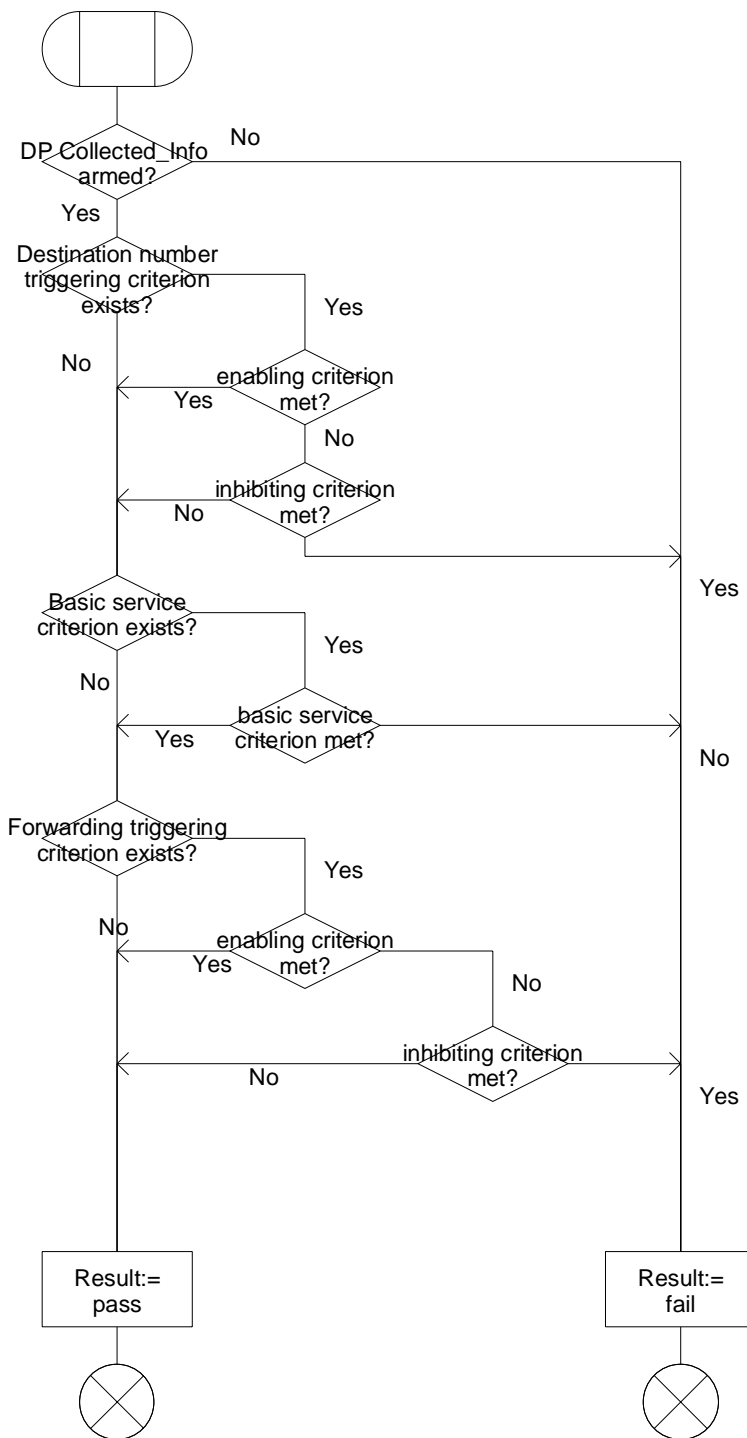 No
DP Collected_Info
armed?
Yes
Destination number
triggering criterion
exists?
Yes
No
enabling criterion
met?
Yes
No
inhibiting criterion
met?
No
Yes
Basic service
criterion exists?
Yes
No
basic service
criterion met?
Yes
No
Forwarding triggering
criterion exists?
Yes
No
enabling criterion
met?
Yes
No
inhibiting criterion
met?
No
Yes
Result:=
pass
Result:=
fail